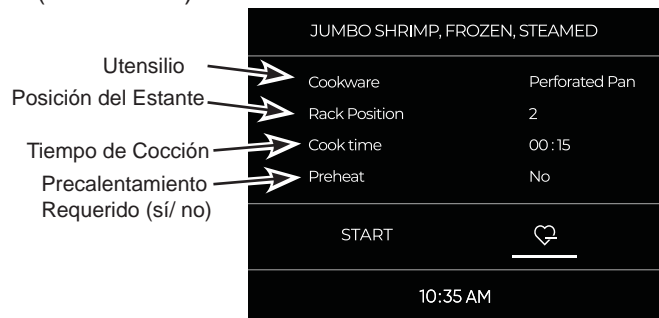 JUMBO SHRIMP, FROZEN, STEAMED
Utensilio
Cookware Perforated Pan
Posición del Estante
Rack Position 2
Tiempo de Cocción
Cook time 00:15
Precalentamiento
Requerido (sí/ no)
Preheat No
START
10:35 AM